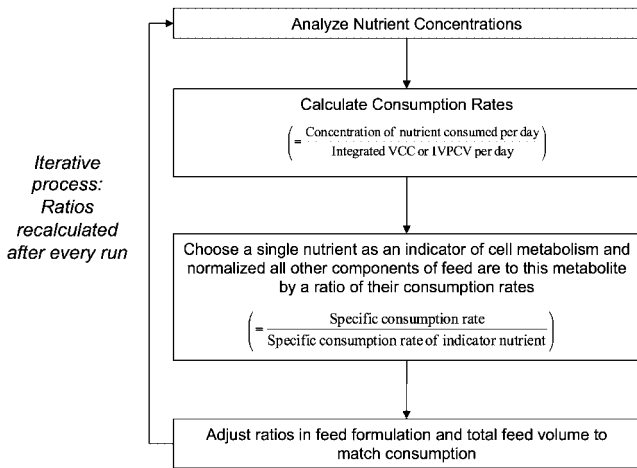 Analyze Nutrient Concentrations
Calculate Consumption Rates
(= Concentration of nutrient consumed per day
Integrated VCC or IVPCV per day)
Iterative
process:
Ratios
recalculated
after every run
Choose a single nutrient as an indicator of cell metabolism and
normalized all other components of feed are to this metabolite
by a ratio of their consumption rates
(= Specific consumption rate
Specific consumption rate of indicator nutrient)
Adjust ratios in feed formulation and total feed volume to
match consumption